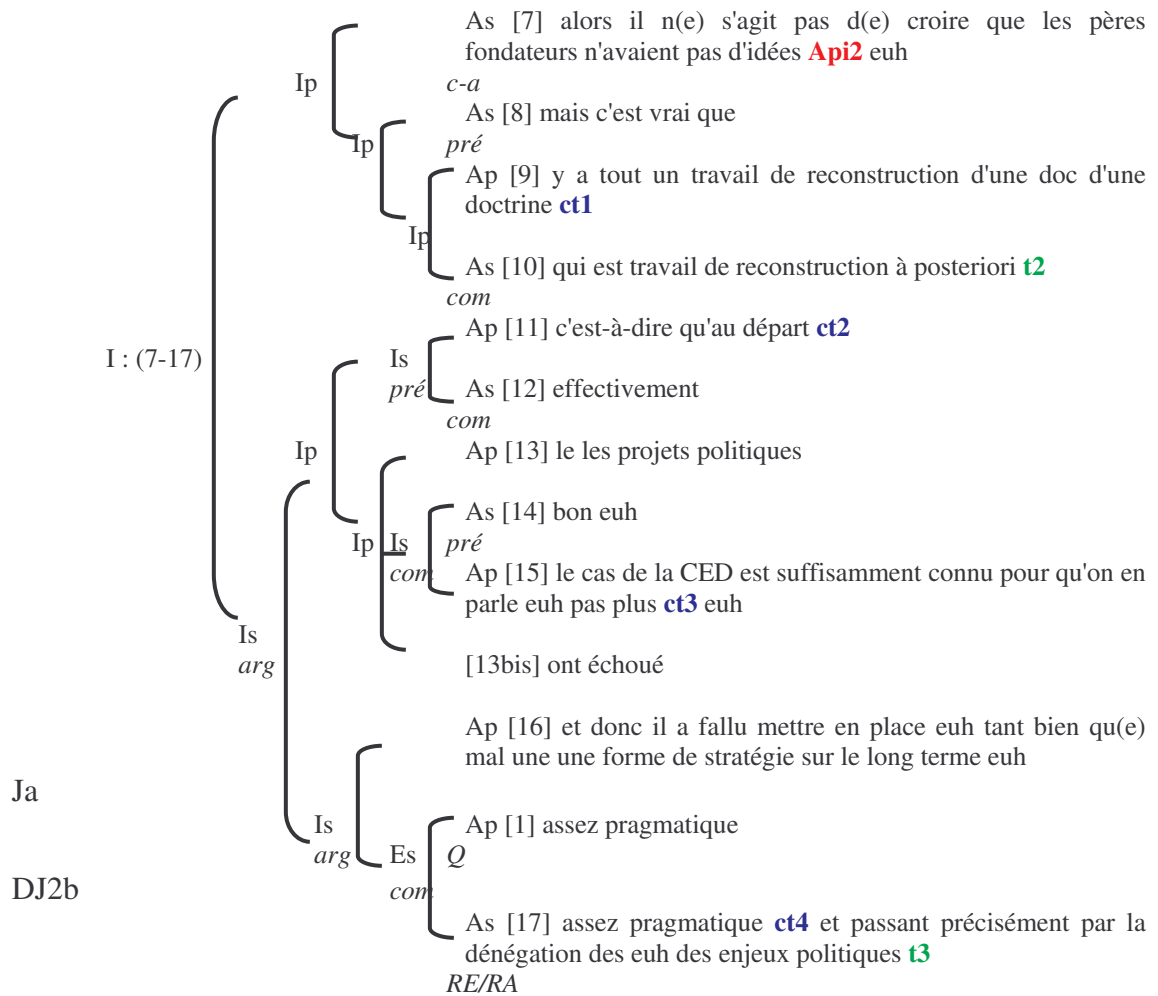 As [7] alors il n(e) s'agit pas d(e) croire que les pères
fondateurs n'avaient pas d'idées Api2 euh
Ip
c-a
As [8] mais c'est vrai que
Ip
pré
Ap [9] y a tout un travail de reconstruction d'une doc d'une
doctrine ct1
Ip
As [10] qui est travail de reconstruction à posteriori t2
com
Ap [11] c'est-à-dire qu'au départ ct2
I : (7-17)
Is
pré
As [12] effectivement
com
Ip
Ap [13] le les projets politiques
As [14] bon euh
Ip
Is
pré
com
Ap [15] le cas de la CED est suffisamment connu pour qu'on en
parle euh pas plus ct3 euh
Is
arg
[13bis] ont échoué
Ap [16] et donc il a fallu mettre en place euh tant bien qu(e)
mal une une forme de stratégie sur le long terme euh
Ja
Is
arg
Ap [1] assez pragmatique
Es
Q
DJ2b
com
As [17] assez pragmatique ct4 et passant précisément par la
dénégation des euh des enjeux politiques t3
RE/RA